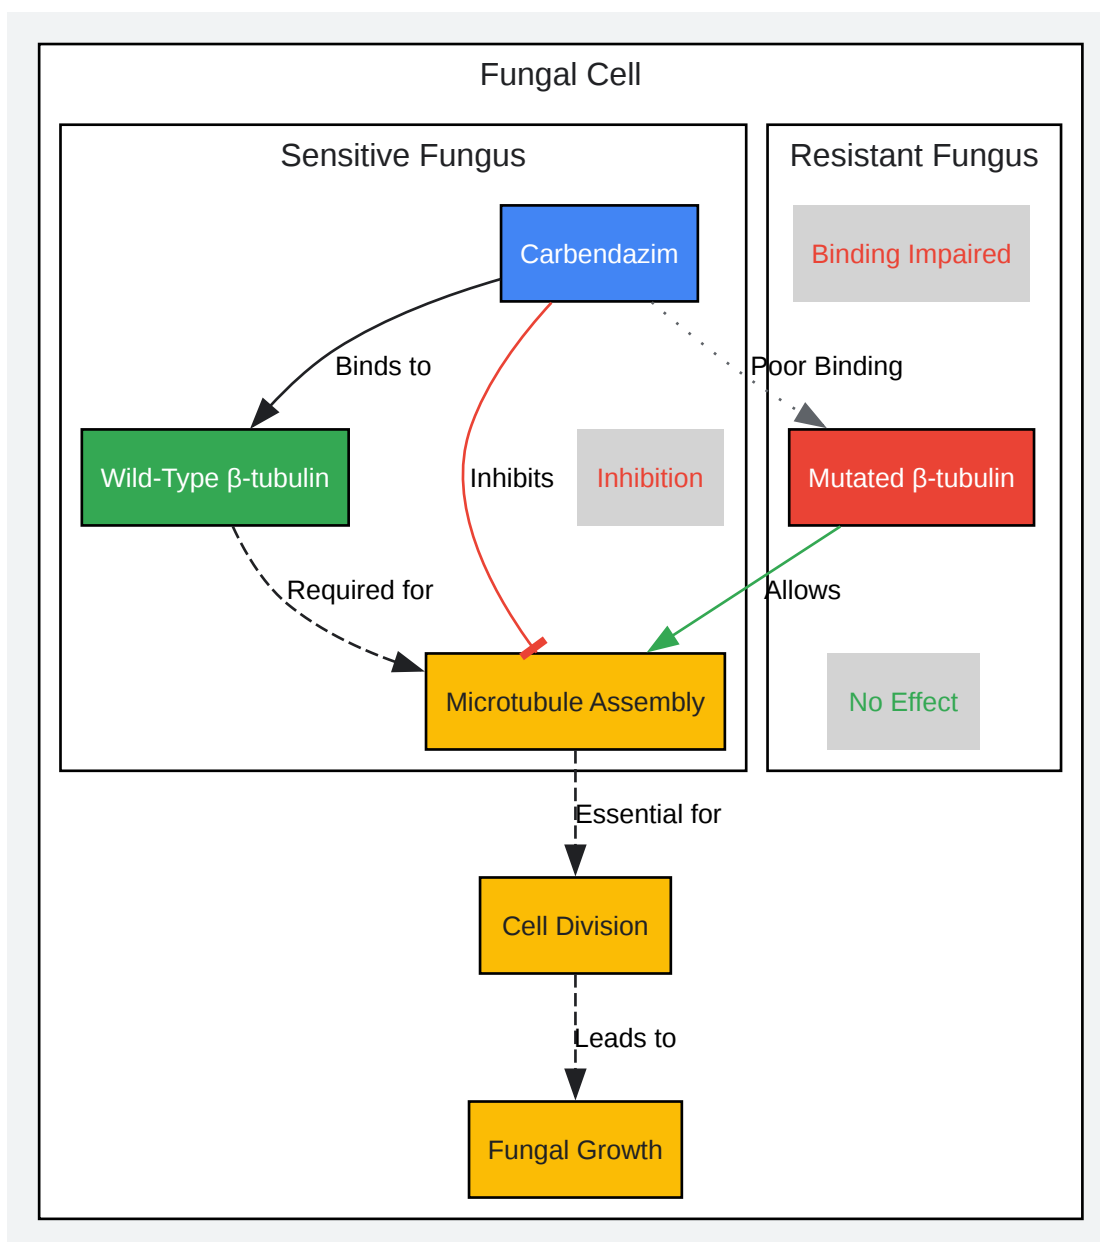 Fungal Cell
Sensitive Fungus
Resistant Fungus
Carbendazim
Binding Impaired
Binds to
Poor Binding
Wild-Type β-tubulin
Inhibits
Inhibition
Mutated β-tubulin
Required for
Allows
Microtubule Assembly
No Effect
Essential for
Cell Division
Leads to
Fungal Growth